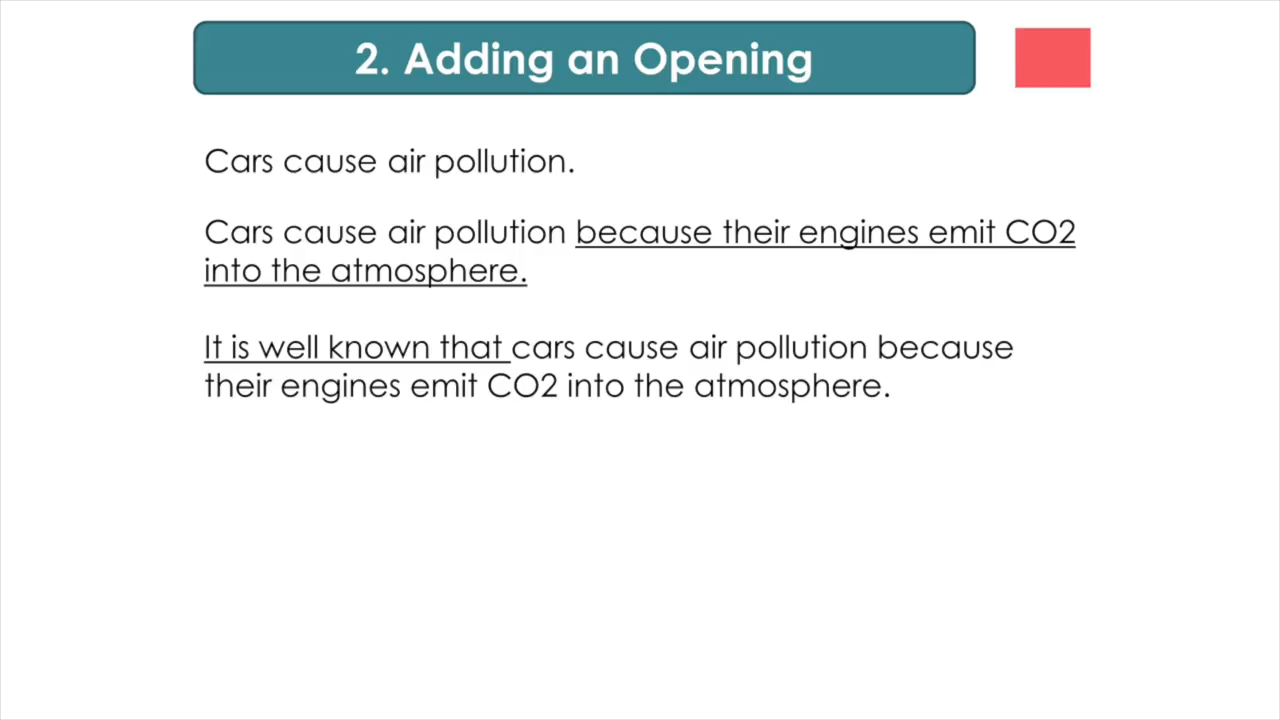 2. Adding an Opening
Cars cause air pollution.
Cars cause air pollution because their engines emit CO2
into the atmosphere.
It is well known that cars cause air pollution because
their engines emit CO2 into the atmosphere.